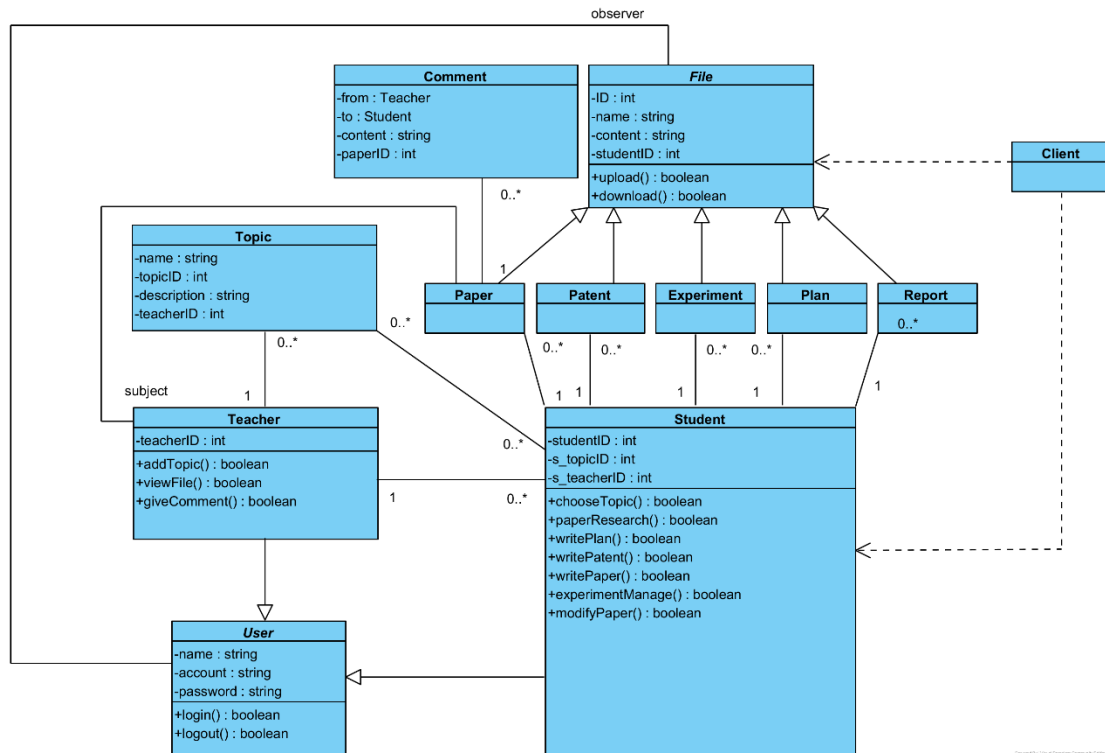 observer
Comment
-from : Teacher
-to : Student
-content : string
-paperID : int
File
-ID : int
-name : string
-content : string
-studentID : int
+upload() : boolean
+download() : boolean
Client
0..*
Topic
-name : string
-topicID : int
-description : string
-teacherID : int
1
Paper
Patent
Experiment
Plan
Report
0..*
0..*
0..*
0..*
0..*
0..*
0..*
subject
1
1
1
1
1
1
Teacher
-teacherID : int
+addTopic() : boolean
+viewFile() : boolean
+giveComment() : boolean
0..*
1
0..*
Student
-studentID : int
-s_topicID : int
-s_teacherID : int
+chooseTopic() : boolean
+paperResearch() : boolean
+writePlan() : boolean
+writePatent() : boolean
+writePaper() : boolean
+experimentManage() : boolean
+modifyPaper() : boolean
User
-name : string
-account : string
-password : string
+login() : boolean
+logout() : boolean